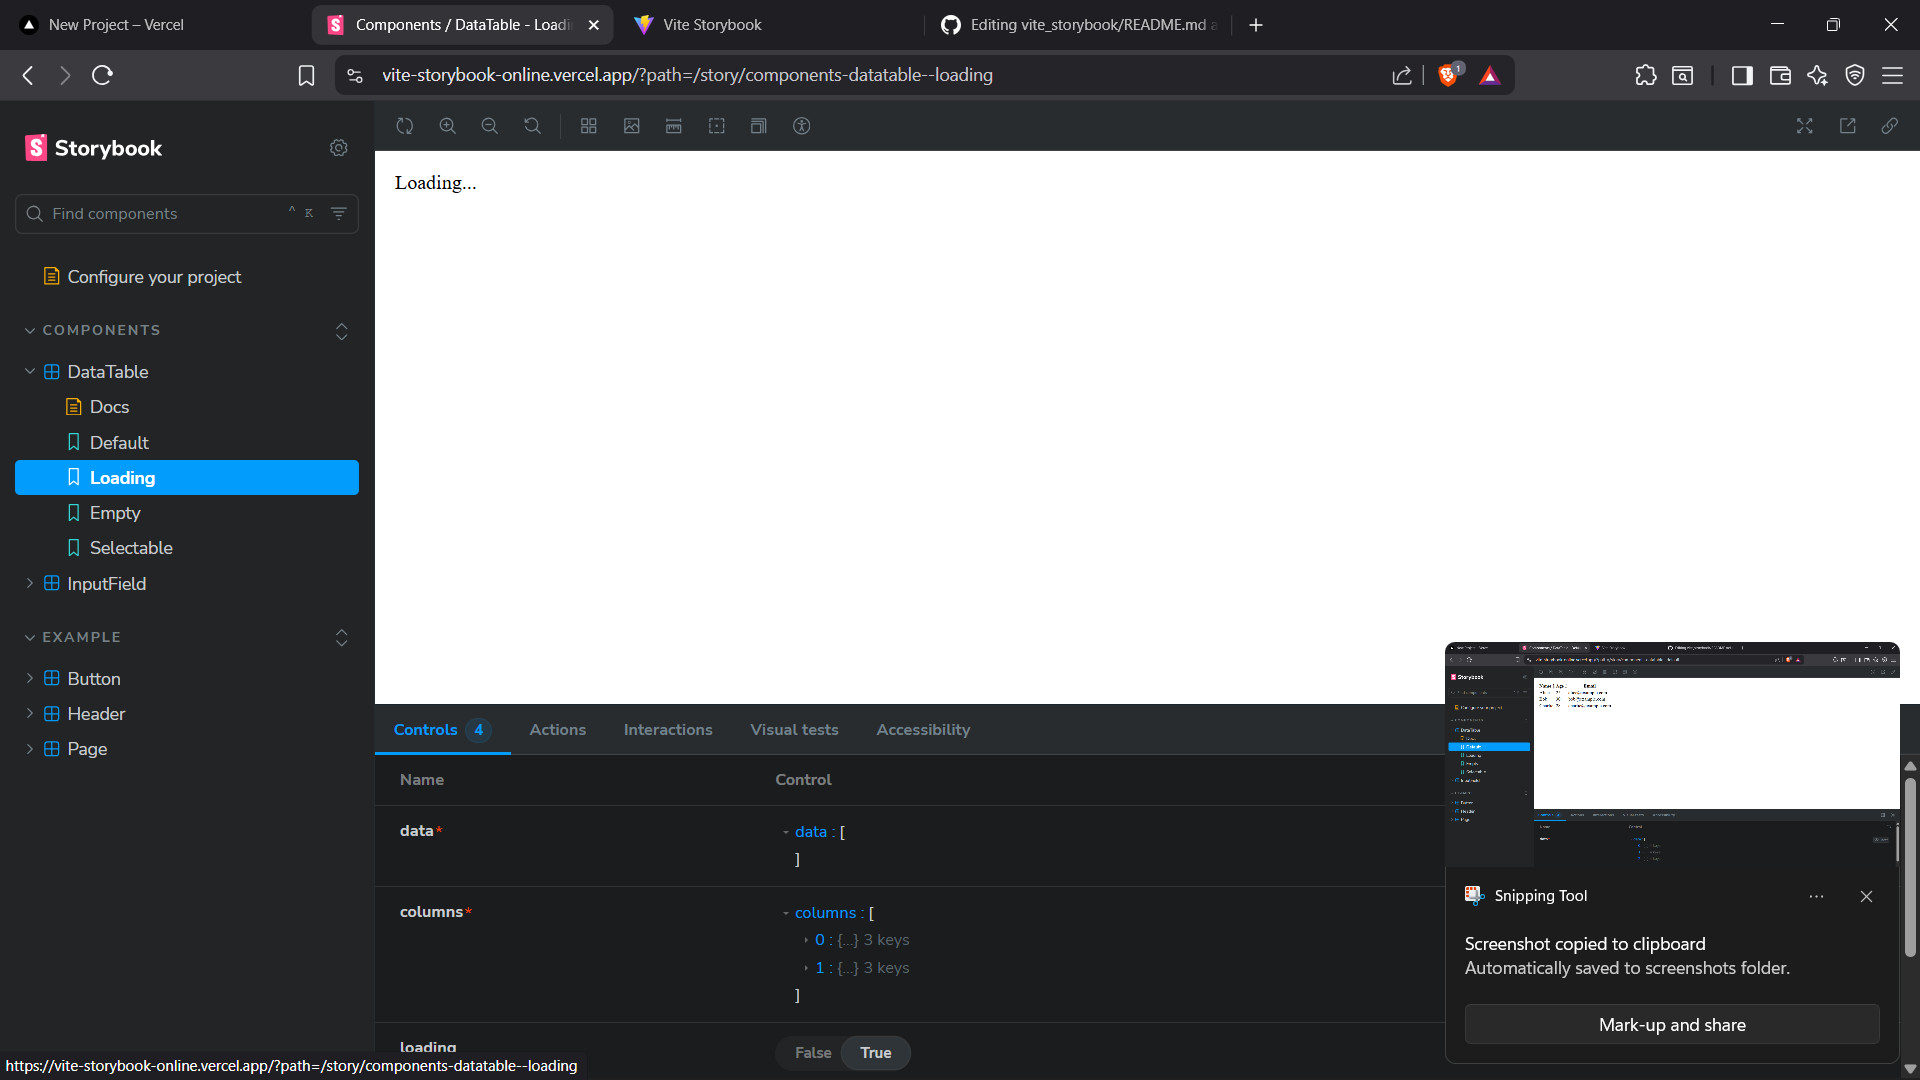 New Project – Vercel
Components / DataTable - Loadi
Vite Storybook
Editing vite_storybook/README.md a
vite-storybook-online.vercel.app/?path=/story/components-datatable--loading
1
Storybook
Find components
^ K
Configure your project
COMPONENTS
DataTable
Docs
Default
Loading
Empty
Selectable
InputField
EXAMPLE
Button
Header
Page
Loading...
Controls 4
Actions
Interactions
Visual tests
Accessibility
Name
Control
data*
data : [
]
columns*
columns : [
0 : {...} 3 keys
1 : {...} 3 keys
]
loading
False
True
Snipping Tool
Screenshot copied to clipboard
Automatically saved to screenshots folder.
Mark-up and share
https://vite-storybook-online.vercel.app/?path=/story/components-datatable--loading